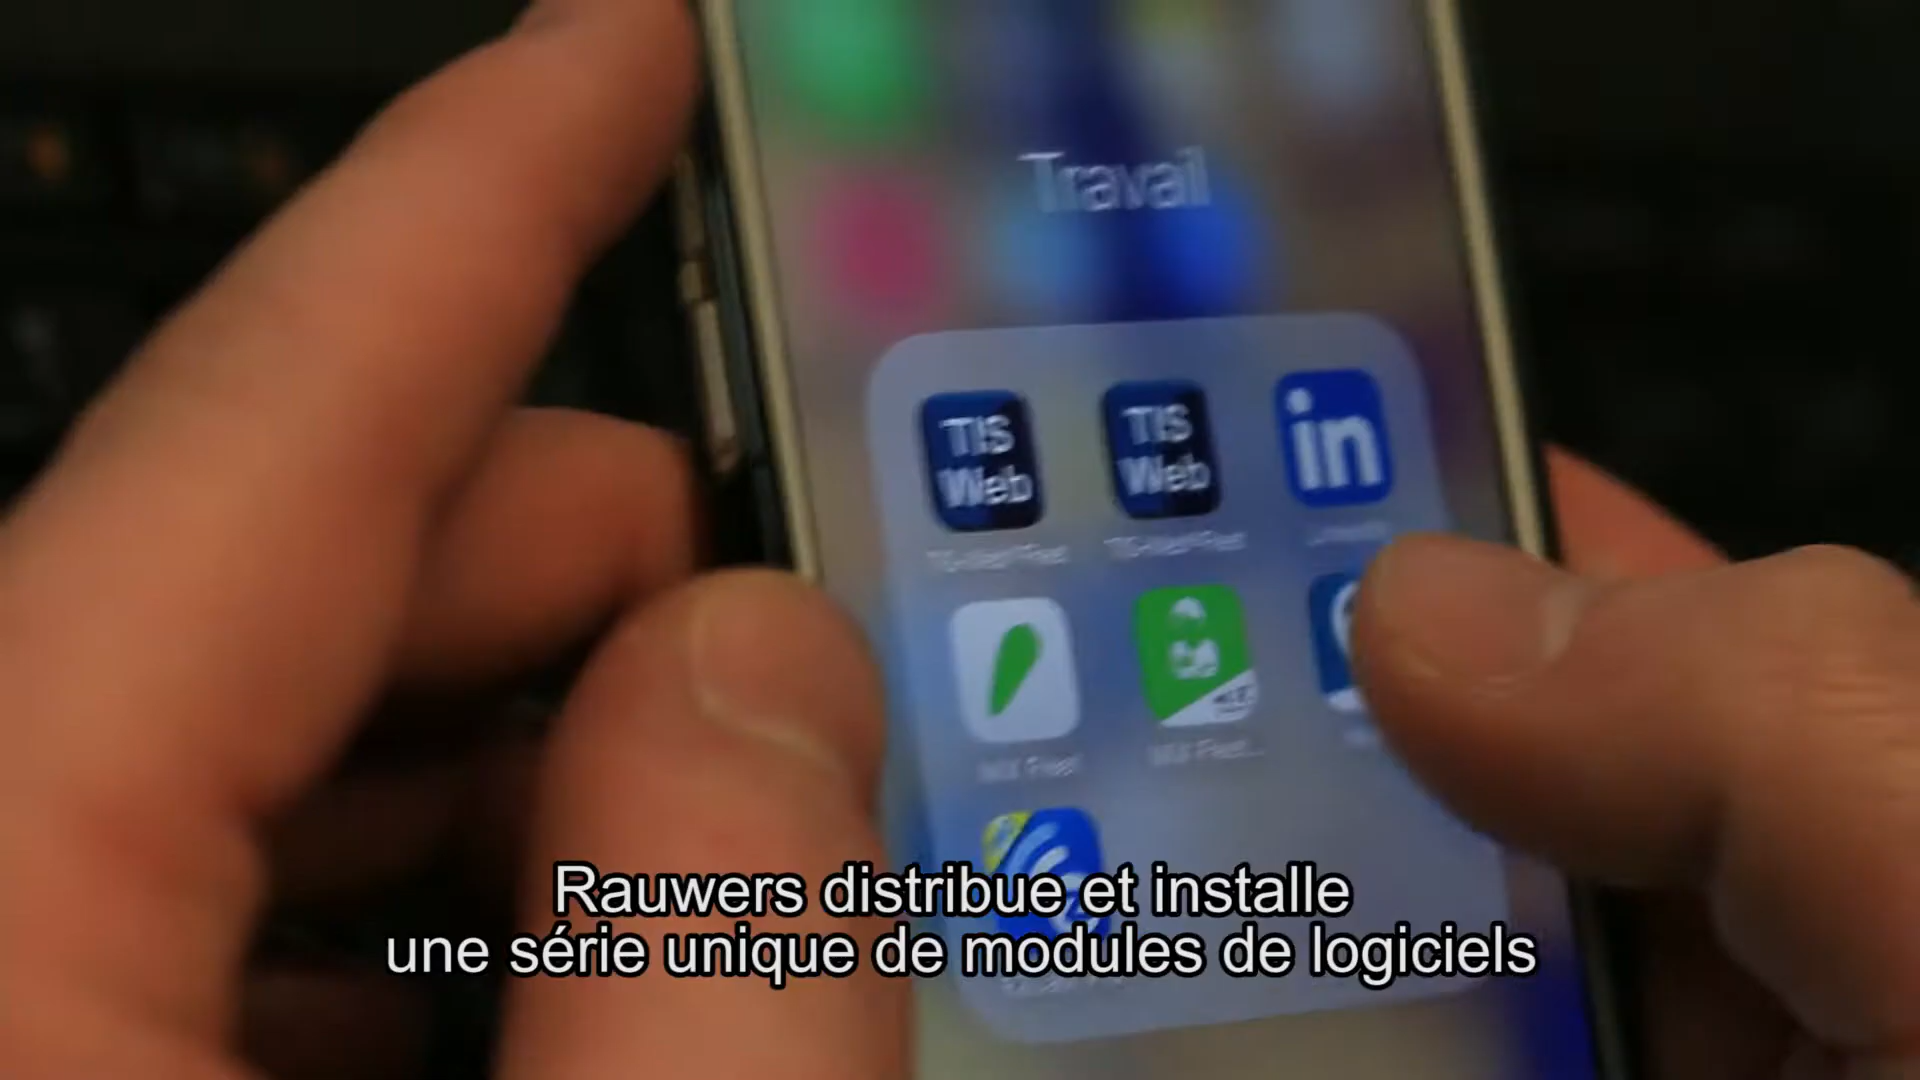 Travail
TIS
Web
TIS
Web
in
Rauwers distribue et installe
une série unique de modules de logiciels